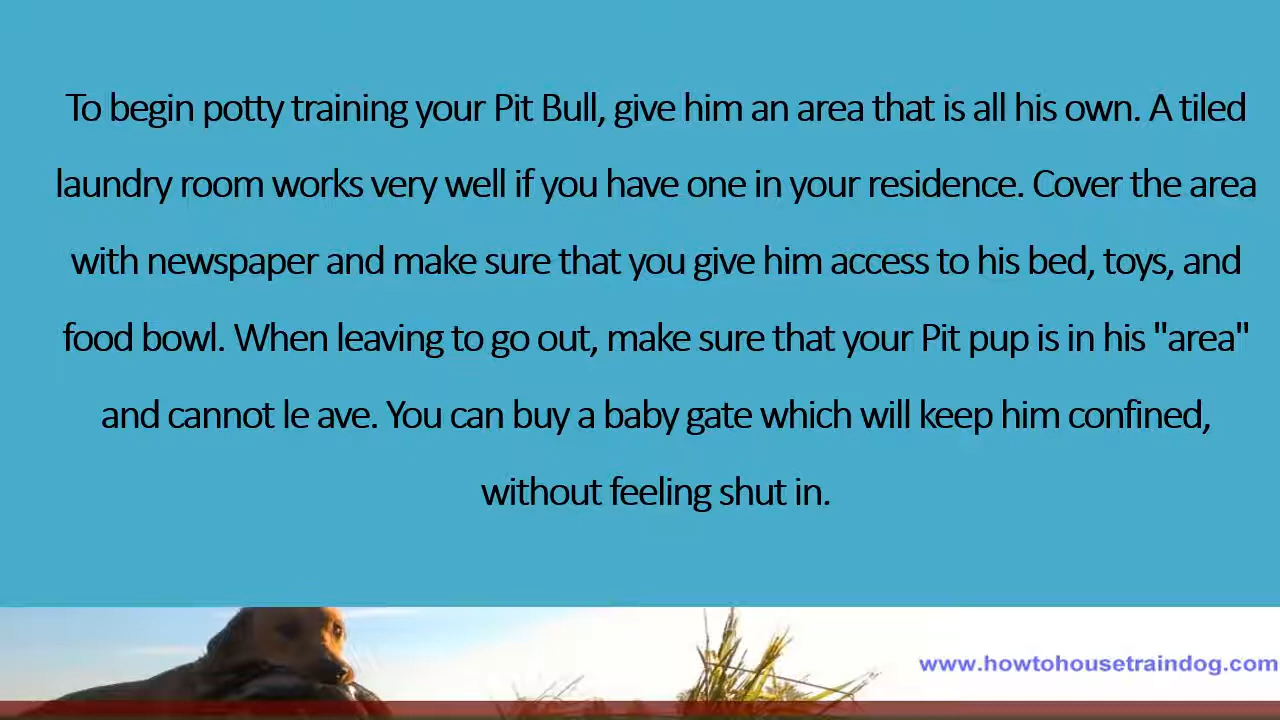 To begin potty training your Pit Bull, give him an area that is all his own. A tiled
laundry room works very well if you have one in your residence. Cover the area
with newspaper and make sure that you give him access to his bed, toys, and
food bowl. When leaving to go out, make sure that your Pit pup is in his "area"
and cannot le ave. You can buy a baby gate which will keep him confined,
without feeling shut in.
www.howtohousetraindog.com